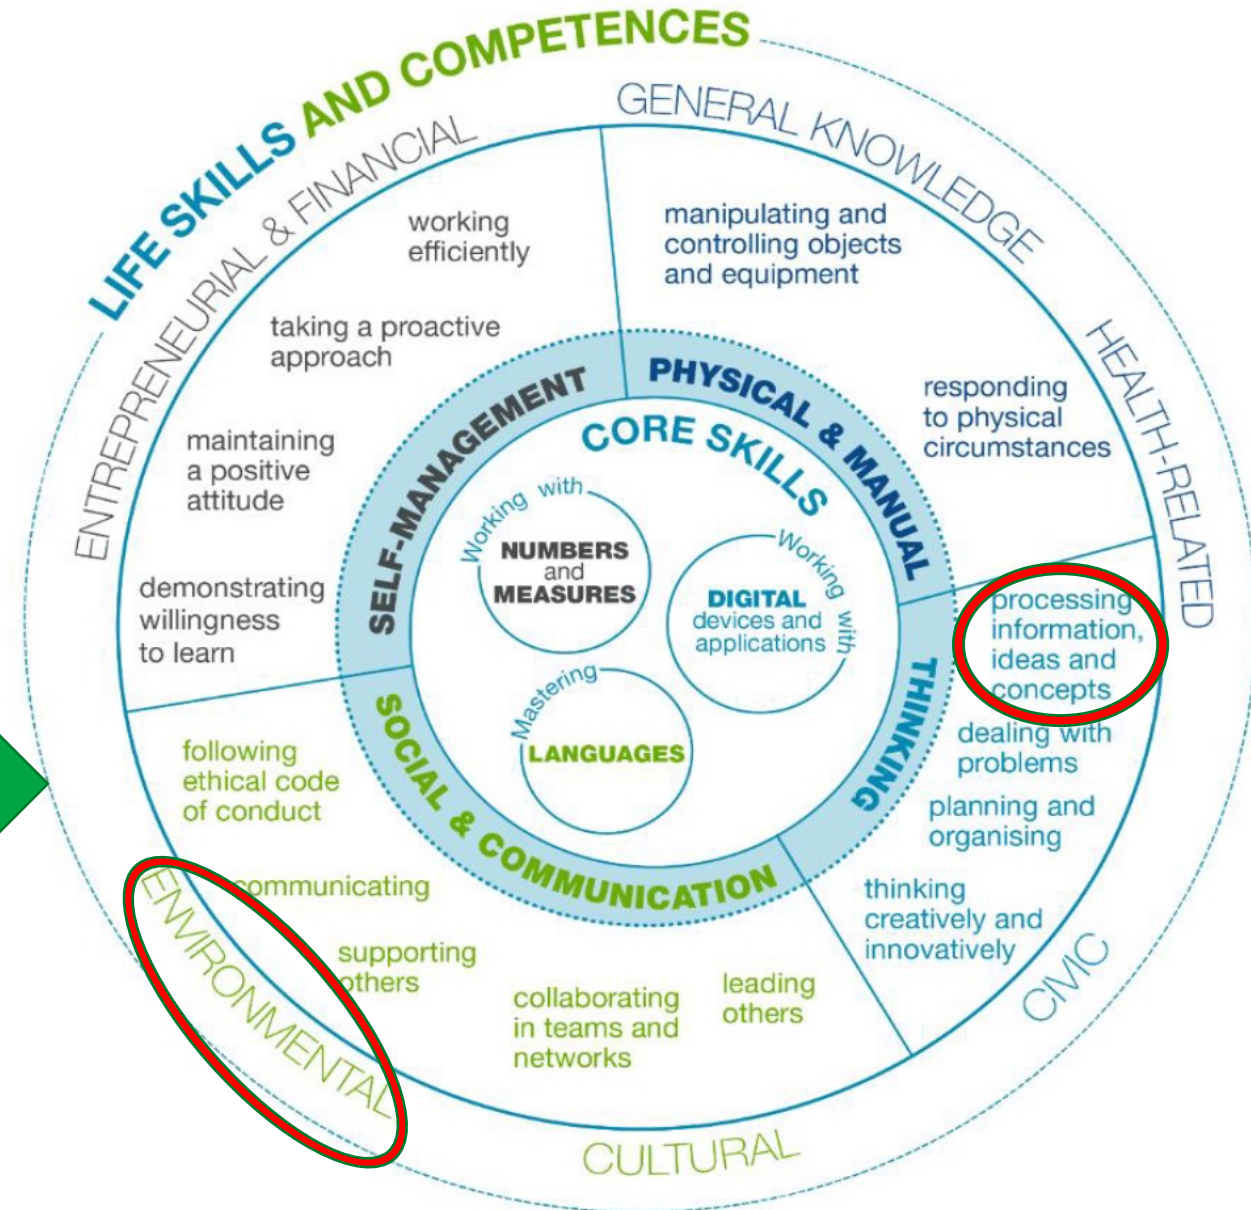 LIFE SKILLS AND COMPETENCES
ENTREPRENEURIAL & FINANCIAL
GENERAL KNOWLEDGE
HEALTH-RELATED
CIVIC
CULTURAL
ENVIRONMENTAL
SELF-MANAGEMENT
working
efficiently
taking a proactive
approach
maintaining
a positive
attitude
demonstrating
willingness
to learn
PHYSICAL & MANUAL
manipulating and
controlling objects
and equipment
responding
to physical
circumstances
THINKING
processing
information,
ideas and
concepts
dealing with
problems
planning and
organising
thinking
creatively and
innovatively
SOCIAL & COMMUNICATION
following
ethical code
of conduct
communicating
supporting
others
collaborating
in teams and
networks
leading
others
CORE SKILLS
Working with
NUMBERS
and
MEASURES
Working with
DIGITAL
devices and
applications
Mastering
LANGUAGES